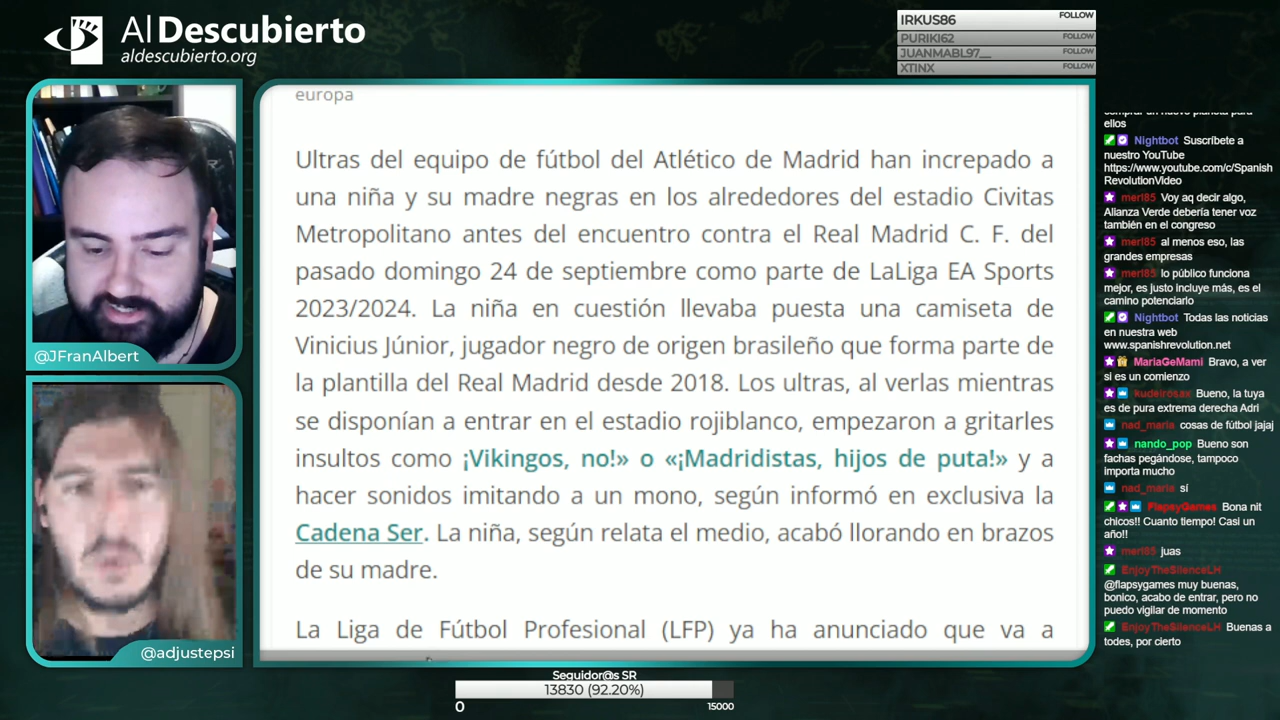 Al Descubierto
aldescubierto.org
IRKUS86 FOLLOW
PURIKI62 FOLLOW
JUANMABL97__ FOLLOW
XTINX FOLLOW
@JFranAlbert
@adjustepsi
europa
Ultras del equipo de fútbol del Atlético de Madrid han increpado a
una niña y su madre negras en los alrededores del estadio Civitas
Metropolitano antes del encuentro contra el Real Madrid C. F. del
pasado domingo 24 de septiembre como parte de LaLiga EA Sports
2023/2024. La niña en cuestión llevaba puesta una camiseta de
Vinicius Júnior, jugador negro de origen brasileño que forma parte de
la plantilla del Real Madrid desde 2018. Los ultras, al verlas mientras
se disponían a entrar en el estadio rojiblanco, empezaron a gritarles
insultos como ¡Vikingos, no!» o «¡Madridistas, hijos de puta!» y a
hacer sonidos imitando a un mono, según informó en exclusiva la
Cadena Ser. La niña, según relata el medio, acabó llorando en brazos
de su madre.
La Liga de Fútbol Profesional (LFP) ya ha anunciado que va a
ellos
Nightbot Suscríbete a
nuestro YouTube
https://www.youtube.com/c/Spanish
RevolutionVideo
merl85 Voy aq decir algo,
Alianza Verde debería tener voz
también en el congreso
merl85 al menos eso, las
grandes empresas
merl85 lo público funciona
mejor, es justo incluye más, es el
camino potenciarlo
Nightbot Todas las noticias
en nuestra web
www.spanishrevolution.net
MariaGeMami Bravo, a ver
si es un comienzo
kudeirosax Bueno, la tuya
es de pura extrema derecha Adri
nad_maria cosas de fútbol jajaj
nando_pop Bueno son
fachas pegándose, tampoco
importa mucho
nad_maria sí
FlapsyGames Bona nit
chicos!! Cuanto tiempo! Casi un
año!!
merl85 juas
EnjoyTheSilenceLH
@flapsygames muy buenas,
bonico, acabo de entrar, pero no
puedo vigilar de momento
EnjoyTheSilenceLH Buenas a
todes, por cierto
Seguidor@s SR
13830 (92.20%)
0 15000